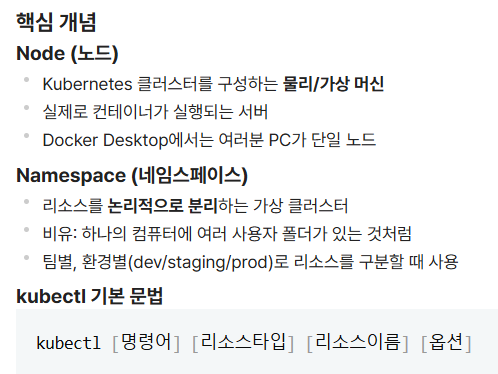 핵심 개념
Node (노드)
Kubernetes 클러스터를 구성하는 물리/가상 머신
실제로 컨테이너가 실행되는 서버
Docker Desktop에서는 여러분 PC가 단일 노드
Namespace (네임스페이스)
리소스를 논리적으로 분리하는 가상 클러스터
비유: 하나의 컴퓨터에 여러 사용자 폴더가 있는 것처럼
팀별, 환경별(dev/staging/prod)로 리소스를 구분할 때 사용
kubectl 기본 문법
kubectl [명령어] [리소스타입] [리소스이름] [옵션]